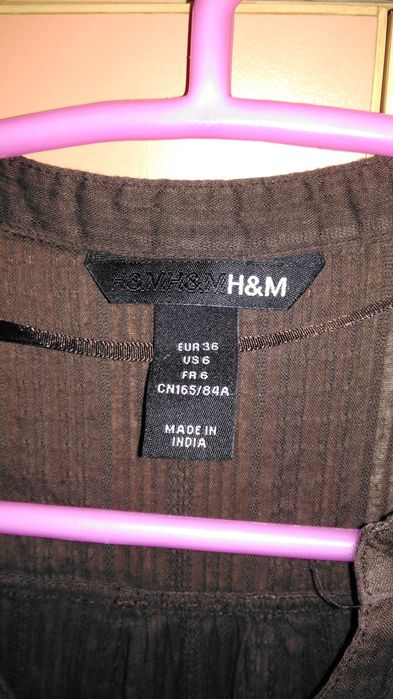 H&MH&MH&M
EUR 36
US 6
FR 6
CN165/84A
MADE IN
INDIA